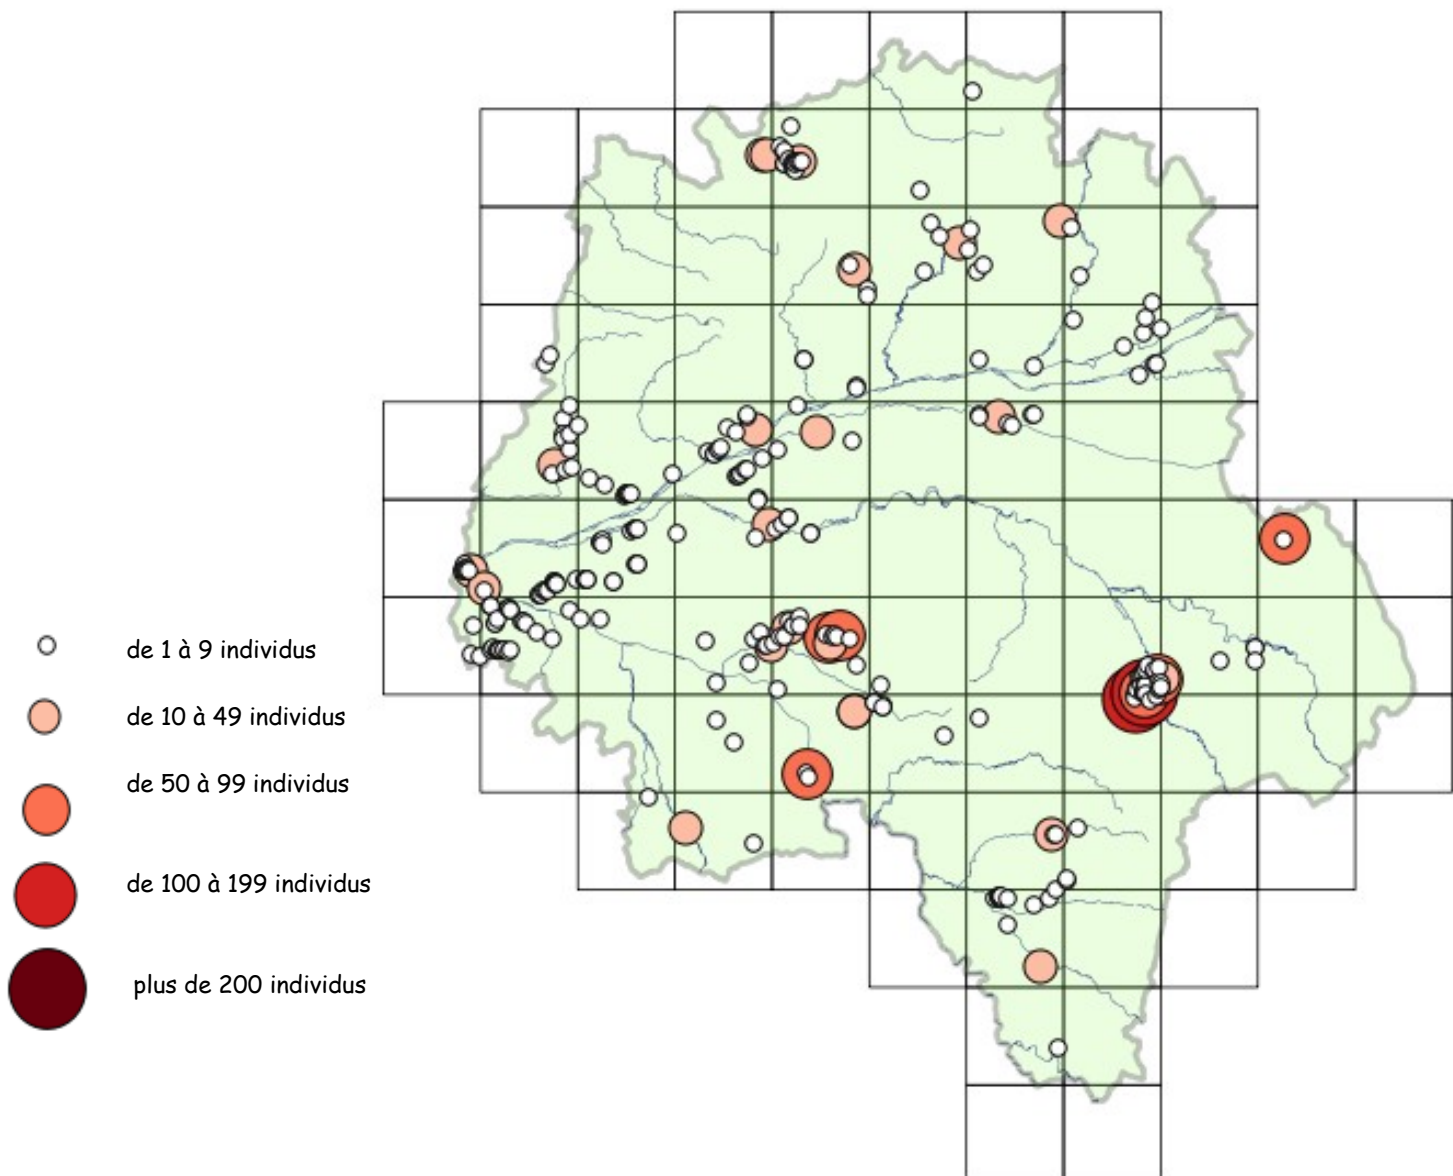 de 1 à 9 individus
de 10 à 49 individus
de 50 à 99 individus
de 100 à 199 individus
plus de 200 individus